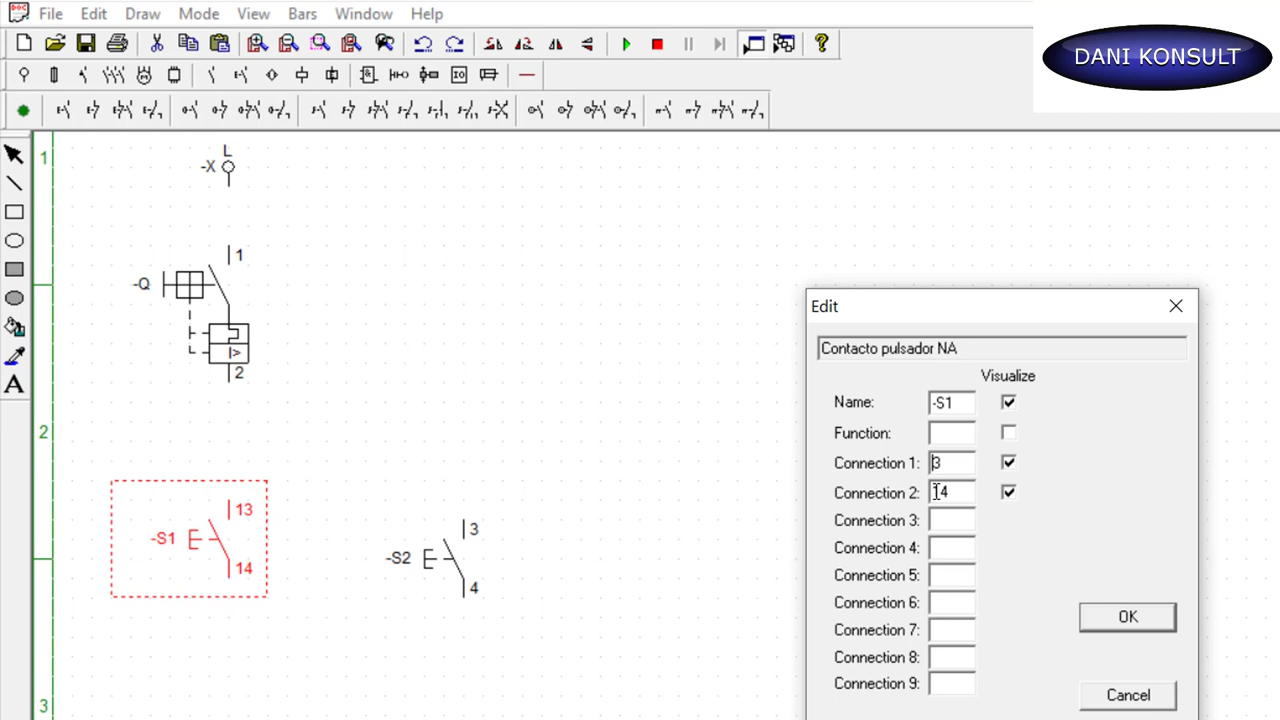 File Edit Draw Mode View Bars Window Help
DANI KONSULT
1
L
-X
1
-Q
I>
2
2
13
-S1
14
3
-S2
4
3
Edit
Contacto pulsador NA
Visualize
Name: -S1
Function:
Connection 1: 3
Connection 2: 14
Connection 3:
Connection 4:
Connection 5:
Connection 6:
Connection 7:
Connection 8:
Connection 9:
OK
Cancel
A